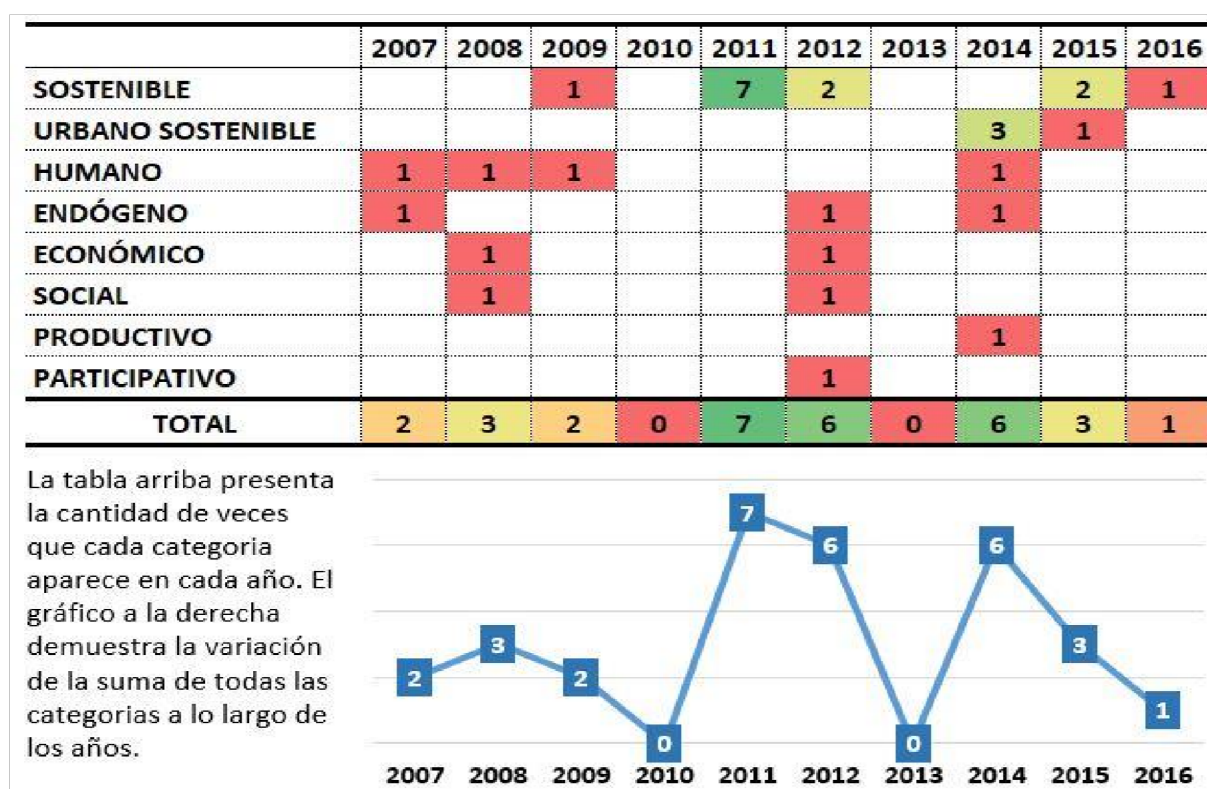 2007 2008 2009 2010 2011 2012 2013 2014 2015 2016
SOSTENIBLE 1 7 2 2 1
URBANO SOSTENIBLE 3 1
HUMANO 1 1 1 1
ENDÓGENO 1 1 1
ECONÓMICO 1 1
SOCIAL 1 1
PRODUCTIVO 1
PARTICIPATIVO 1
TOTAL 2 3 2 0 7 6 0 6 3 1
La tabla arriba presenta
la cantidad de veces
que cada categoria
aparece en cada año. El
gráfico a la derecha
demuestra la variación
de la suma de todas las
categorias a lo largo de
los años.
2 3 2 0 7 6 0 6 3 1
2007 2008 2009 2010 2011 2012 2013 2014 2015 2016